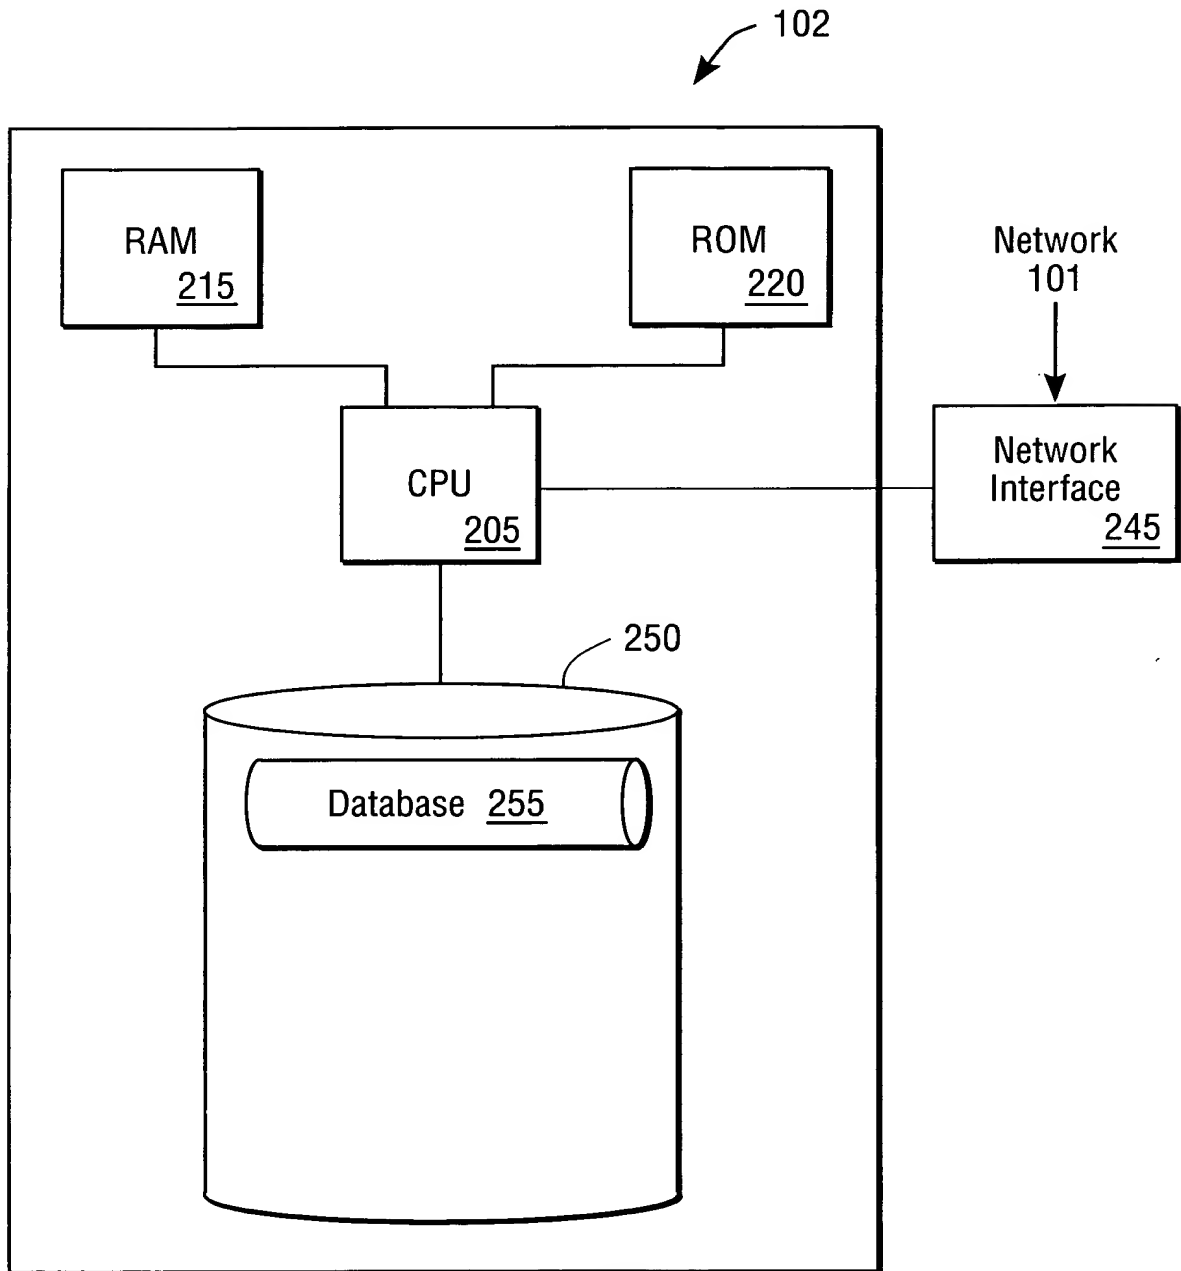 102
RAM
215
ROM
220
Network
101
CPU
205
Network
Interface
245
250
Database 255